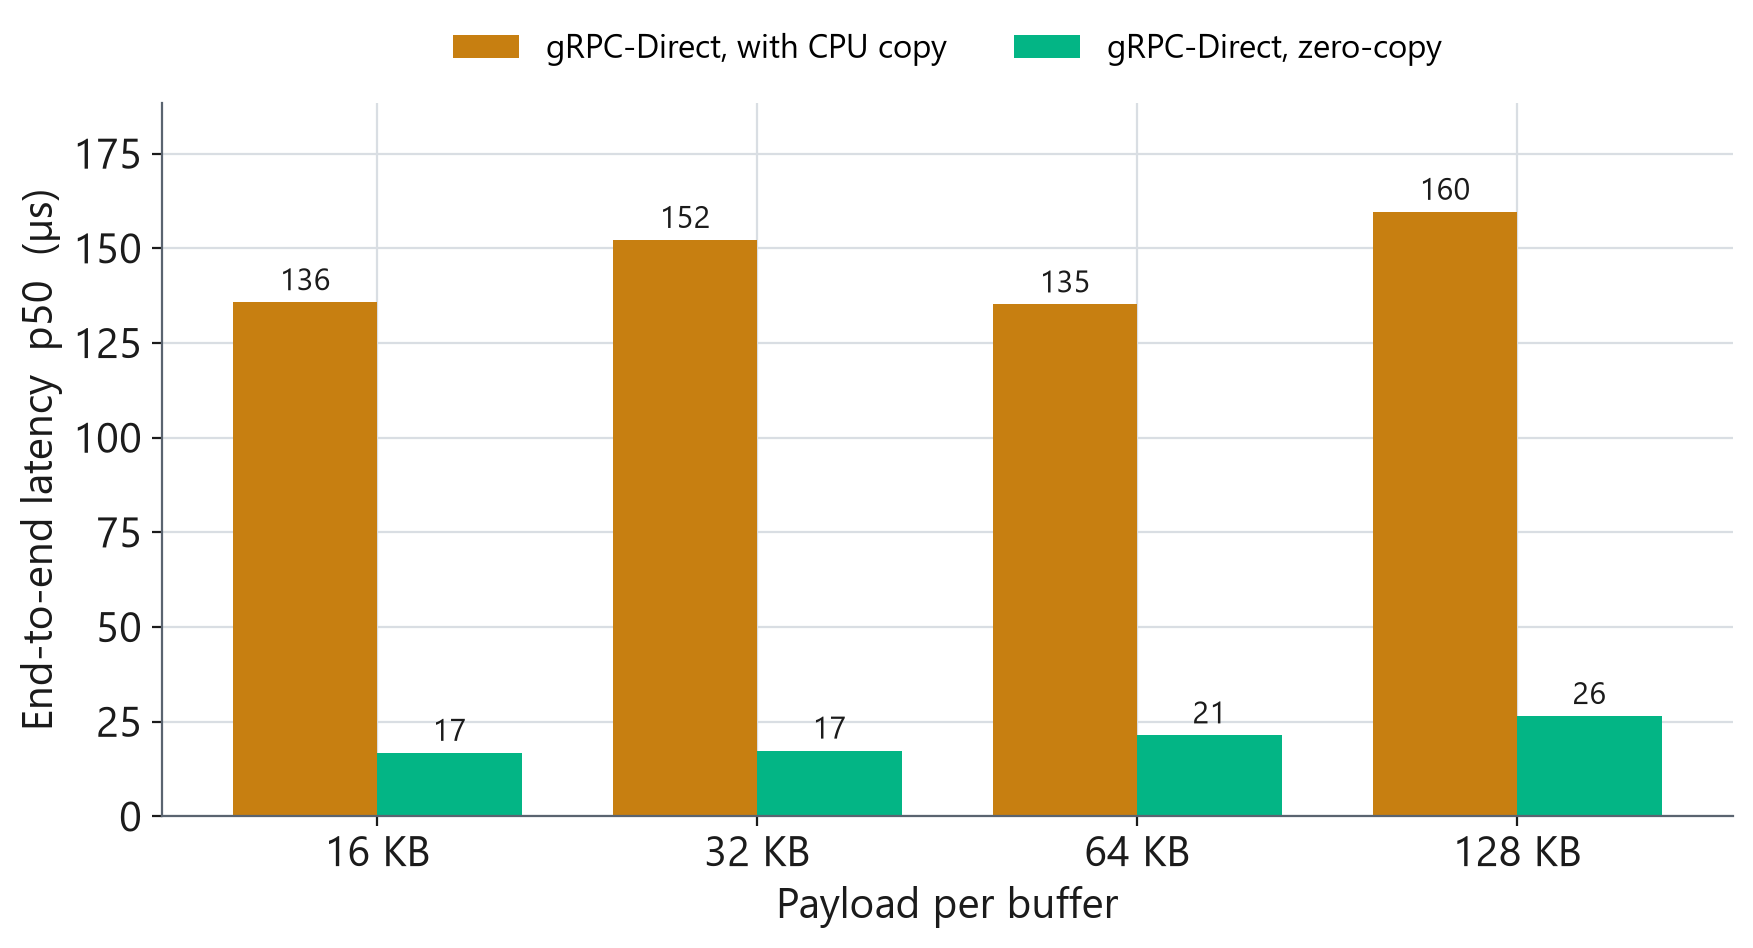 gRPC-Direct, with CPU copy
gRPC-Direct, zero-copy
End-to-end latency p50 (µs)
175
150
125
100
75
50
25
0
136
17
152
17
135
21
160
26
16 KB
32 KB
64 KB
128 KB
Payload per buffer